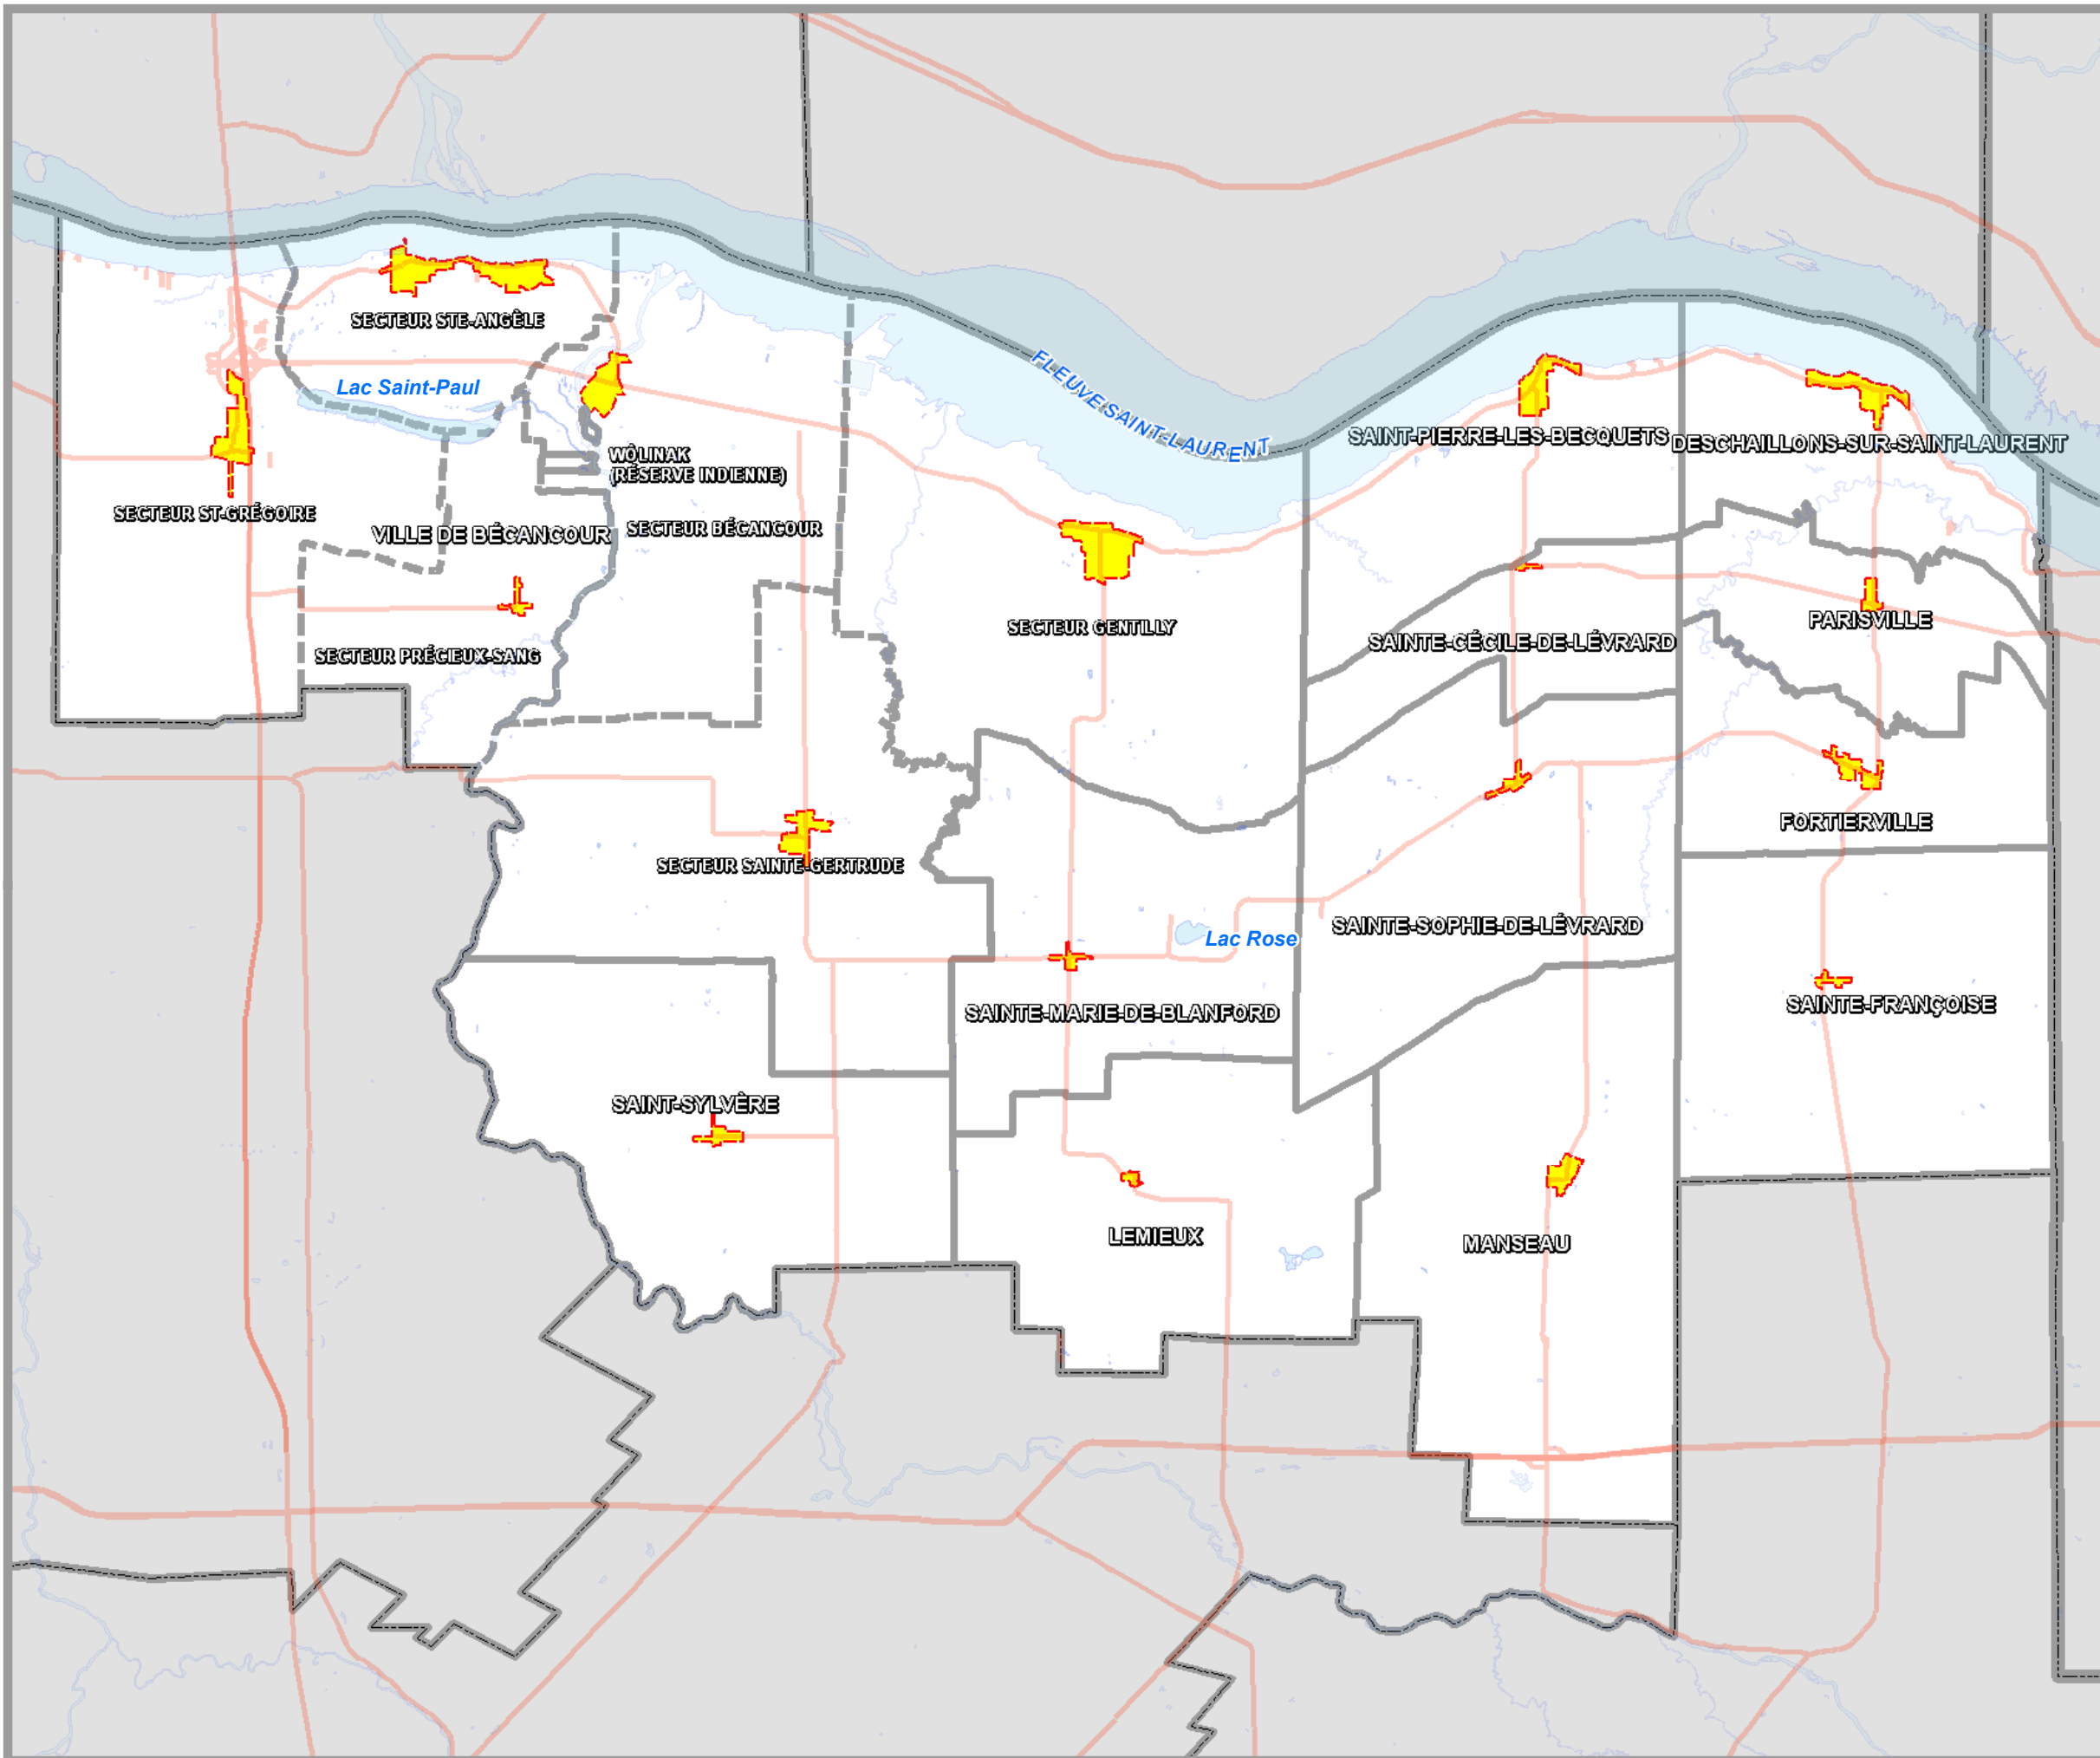 SECTEUR STE-ANGÈLE
Lac Saint-Paul
FLEUVE SAINT-LAURENT
SAINT-PIERRE-LES-BECQUETS
DESCHAILLONS-SUR-SAINT-LAURENT
WÔLINAK
(RÉSERVE INDIENNE)
SECTEUR ST-GRÉGOIRE
VILLE DE BÉCANCOUR
SECTEUR BÉCANCOUR
SECTEUR GENTILLY
PARISVILLE
SAINTE-CÉCILE-DE-LÉVRARD
SECTEUR PRÉCIEUX-SANG
FORTIERVILLE
SECTEUR SAINTE-GERTRUDE
SAINTE-SOPHIE-DE-LÉVRARD
Lac Rose
SAINTE-FRANÇOISE
SAINTE-MARIE-DE-BLANFORD
SAINT-SYLVÈRE
LEMIEUX
MANSEAU